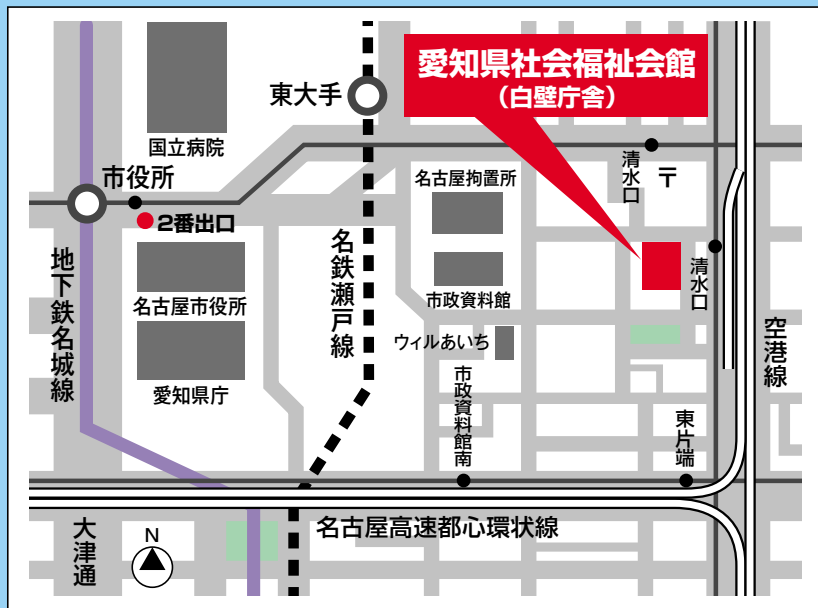 愛知県社会福祉会館
（白壁庁舎）
東大手
国立病院
市役所
2番出口
名古屋拘置所
清水口
〒
地下鉄名城線
名古屋市役所
名鉄瀬戸線
市政資料館
清水口
ウィルあいち
空港線
愛知県庁
市政資料館南
東片端
大津通
N
名古屋高速都心環状線